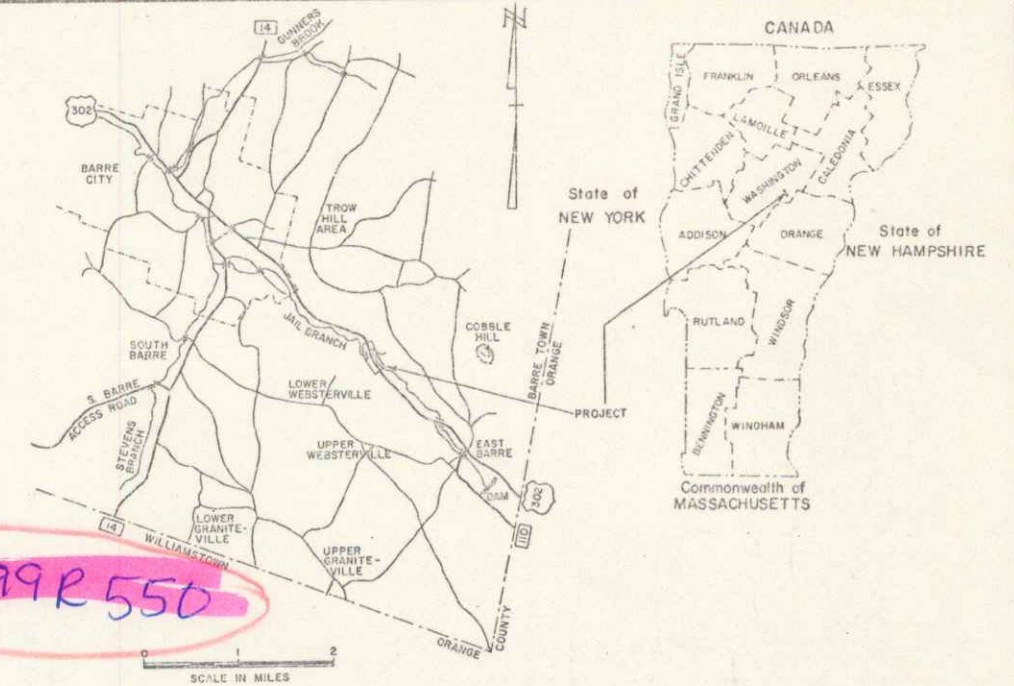 14
GUNNERS
BROOK
302
BARRE
CITY
TROW
HILL
AREA
N
JAIL BRANCH
SOUTH
BARRE
S. BARRE
ACCESS ROAD
STEVENS
BRANCH
LOWER
WEBSTERVILLE
UPPER
WEBSTERVILLE
COBBLE
HILL
EAST
BARRE
DAM
302
110
BARRE TOWN
ORANGE
PROJECT
14
WILLIAMSTOWN
LOWER
GRANITE-
VILLE
UPPER
GRANITE-
VILLE
ORANGE
COUNTY
99R550
0 1 2
SCALE IN MILES
CANADA
GRAND ISLE
FRANKLIN
ORLEANS
ESSEX
LAMOILLE
CHITTENDEN
CALEDONIA
WASHINGTON
State of
NEW YORK
ADDISON
ORANGE
State of
NEW HAMPSHIRE
RUTLAND
WINDSOR
BENNINGTON
WINDHAM
Commonwealth of
MASSACHUSETTS